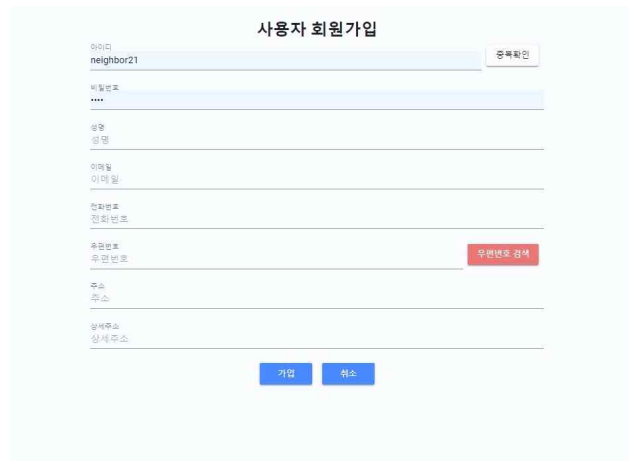 사용자 회원가입
아이디
neighbor21
중복확인
비밀번호
••••
성명
성명
이메일
이메일
전화번호
전화번호
우편번호
우편번호
우편번호 검색
주소
주소
상세주소
상세주소
가입 취소